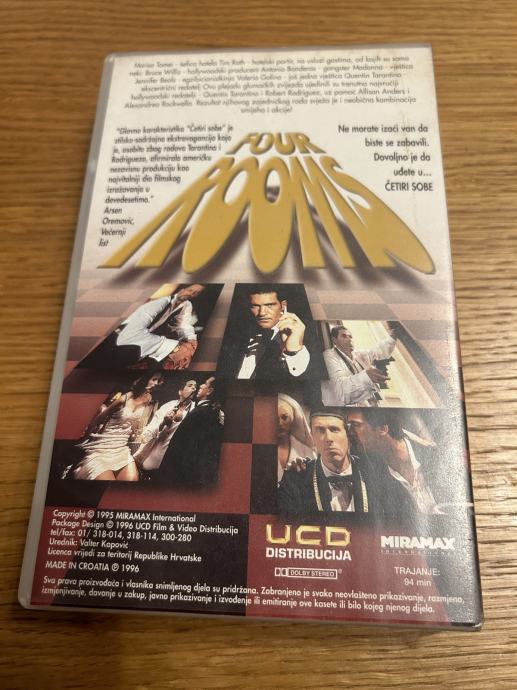 Marisa Tomei - šefica hotela Tim Roth - hotelski portir, na usluzi gostima, od kojih su samo
neki: Bruce Willis - hollywoodski producent Antonio Banderas - gangster Madonna - vještica
Jennifer Beals - egzibicionistkinja Valeria Golino - još jedna vještica Quentin Tarantino
- ekscentrični redatelj Ovu plejadu glumačkih zvijezda ujedinili su trenutno najvrući
hollywoodski redatelji - Quentin Tarantino i Robert Rodriguez, uz pomoć Allison Anders i
Alexandrea Rockwella. Rezultat njihovog zajedničkog rada svježa je i neobična kombinacija
smijeha i akcije!
"Glavna karakteristika "Četiri sobe" je
stilsko-sadržajna ekstravagancija koja
je, osobito zbog radova Tarantina i
Rodrigueza, afirmirala američku
nezavisnu produkciju kao
najvitalniji dio filmskog
izražavanja u
devedesetima."
Arsen
Oremović,
Večernji
list
FOUR
ROOMS
Ne morate izaći van da
biste se zabavili.
Dovoljno je da
uđete u...
ČETIRI SOBE
Copyright © 1995 MIRAMAX International
Package Design © 1996 UCD Film & Video Distribucija
tel/fax: 01/ 318-014, 318-114, 300-280
Urednik: Valter Kapović
Licenca vrijedi za teritorij Republike Hrvatske
MADE IN CROATIA ℗ 1996
UCD
DISTRIBUCIJA
DOLBY STEREO
MIRAMAX
INTERNATIONAL
TRAJANJE:
94 min
Sva prava proizvođača i vlasnika snimljenog djela su pridržana. Zabranjeno je svako neovlašteno prikazivanje, razmjena,
iznajmljivanje, davanje u zakup, javno prikazivanje i izvođenje ili emitiranje ove kasete ili bilo kojeg njenog dijela.